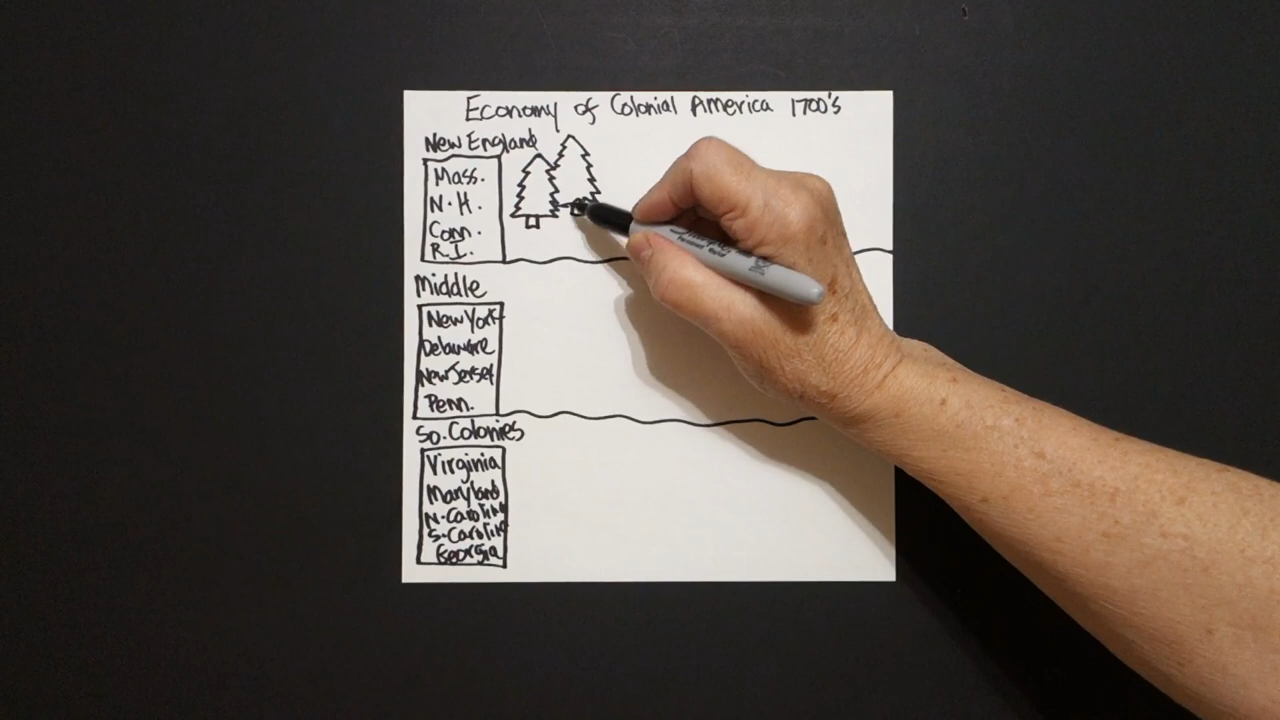 Economy of Colonial America 1700's
New England
Mass.
N.H.
Conn.
R.I.
Middle
New York
Delaware
New Jersey
Penn.
So. Colonies
Virginia
Maryland
N. Carolina
S. Carolin
Georgia